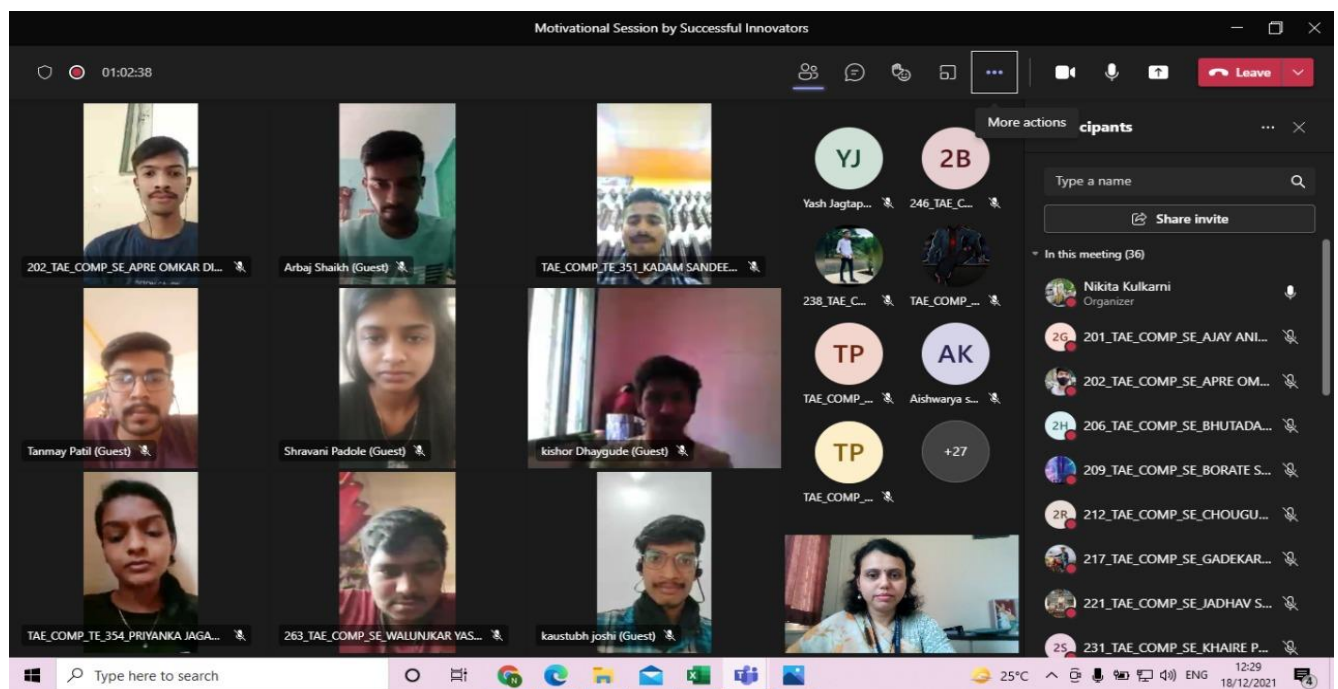 Motivational Session by Successful Innovators
01:02:38
Leave
More actions
cipants
Type a name
Share invite
In this meeting (36)
Nikita Kulkarni
Organizer
2G 201_TAE_COMP_SE_AJAY ANI...
202_TAE_COMP_SE_APRE OM...
2H 206_TAE_COMP_SE_BHUTADA...
209_TAE_COMP_SE_BORATE S...
2R 212_TAE_COMP_SE_CHOUGU...
217_TAE_COMP_SE_GADEKAR...
221_TAE_COMP_SE_JADHAV S...
2S 231_TAE_COMP_SE_KHAIRE P...
202_TAE_COMP_SE_APRE OMKAR DI...
Arbaj Shaikh (Guest)
TAE_COMP_TE_351_KADAM SANDEE...
Tanmay Patil (Guest)
Shravani Padole (Guest)
kishor Dhaygude (Guest)
TAE_COMP_TE_354_PRIYANKA JAGA...
263_TAE_COMP_SE_WALUNJKAR YAS...
kaustubh joshi (Guest)
YJ
Yash Jagtap...
2B
246_TAE_C...
238_TAE_C...
TAE_COMP_...
TP
TAE_COMP_...
AK
Aishwarya s...
TP
TAE_COMP_...
+27
Type here to search
25°C
ENG
12:29
18/12/2021
4